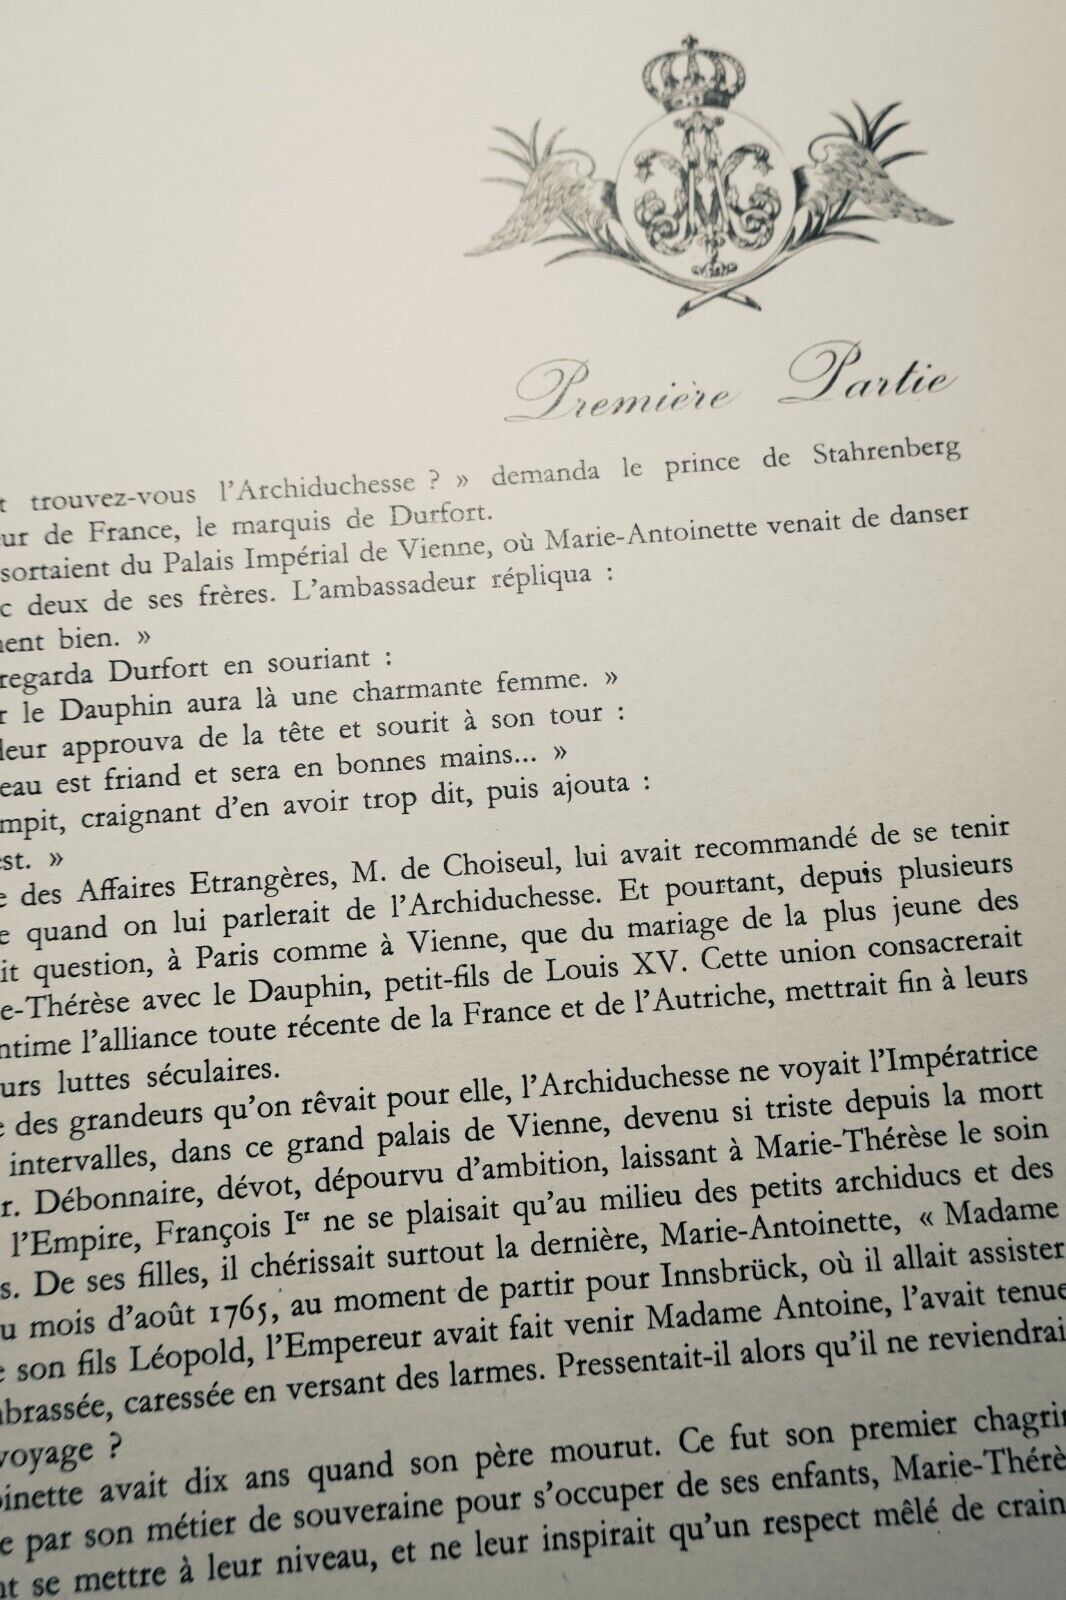 Première Partie
trouvez-vous l'Archiduchesse ? » demanda le prince de Stahrenberg
de France, le marquis de Durfort.
sortaient du Palais Impérial de Vienne, où Marie-Antoinette venait de danser
deux de ses frères. L'ambassadeur répliqua :
bien. »
regarda Durfort en souriant :
le Dauphin aura là une charmante femme. »
approuva de la tête et sourit à son tour :
est friand et sera en bonnes mains... »
craignant d'en avoir trop dit, puis ajouta :
»
des Affaires Etrangères, M. de Choiseul, lui avait recommandé de se tenir
quand on lui parlerait de l'Archiduchesse. Et pourtant, depuis plusieurs
question, à Paris comme à Vienne, que du mariage de la plus jeune des
e-Thérèse avec le Dauphin, petit-fils de Louis XV. Cette union consacrerait
l'alliance toute récente de la France et de l'Autriche, mettrait fin à leurs
luttes séculaires.
des grandeurs qu'on rêvait pour elle, l'Archiduchesse ne voyait l'Impératrice
intervalles, dans ce grand palais de Vienne, devenu si triste depuis la mort
r. Débonnaire, dévot, dépourvu d'ambition, laissant à Marie-Thérèse le soin
l'Empire, François Ier ne se plaisait qu'au milieu des petits archiducs et des
s. De ses filles, il chérissait surtout la dernière, Marie-Antoinette, « Madame
u mois d'août 1765, au moment de partir pour Innsbrück, où il allait assister
son fils Léopold, l'Empereur avait fait venir Madame Antoine, l'avait tenue
brassée, caressée en versant des larmes. Pressentait-il alors qu'il ne reviendrai
voyage ?
inette avait dix ans quand son père mourut. Ce fut son premier chagrin
e par son métier de souveraine pour s'occuper de ses enfants, Marie-Thérè
nt se mettre à leur niveau, et ne leur inspirait qu'un respect mêlé de crain